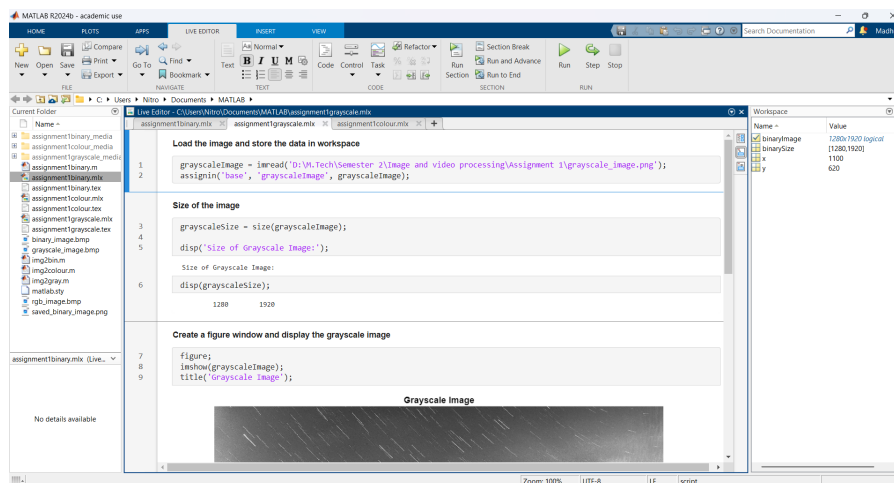 MATLAB R2024b - academic use
HOME PLOTS APPS LIVE EDITOR INSERT VIEW Search Documentation Madh
New Open Save Compare Print Export
Go To Find Bookmark
Text Normal B I U M
Code Control Task Refactor
Run Section Section Break Run and Advance Run to End
Run Step Stop
FILE NAVIGATE TEXT CODE SECTION RUN
C: Users Nitro Documents MATLAB
Current Folder
Name
assignment1binary_media
assignment1colour_media
assignment1grayscale_media
assignment1binary.m
assignment1binary.mlx
assignment1binary.tex
assignment1colour.mlx
assignment1colour.tex
assignment1grayscale.mlx
assignment1grayscale.tex
binary_image.bmp
grayscale_image.bmp
img2bin.m
img2colour.m
img2gray.m
matlab.sty
rgb_image.bmp
saved_binary_image.png
assignment1binary.mlx (Live...
No details available
Live Editor - C:\Users\Nitro\Documents\MATLAB\assignment1grayscale.mlx
assignment1binary.mlx assignment1grayscale.mlx assignment1colour.mlx +
Load the image and store the data in workspace
1 grayscaleImage = imread('D:\M.Tech\Semester 2\Image and video processing\Assignment 1\grayscale_image.png');
2 assignin('base', 'grayscaleImage', grayscaleImage);
Size of the image
3 grayscaleSize = size(grayscaleImage);
4
5 disp('Size of Grayscale Image:');
Size of Grayscale Image:
6 disp(grayscaleSize);
1280 1920
Create a figure window and display the grayscale image
7 figure;
8 imshow(grayscaleImage);
9 title('Grayscale Image');
Grayscale Image
Workspace
Name Value
binaryImage 1280x1920 logical
binarySize [1280,1920]
x 1100
y 620
Zoom: 100% UTF-8 LF script